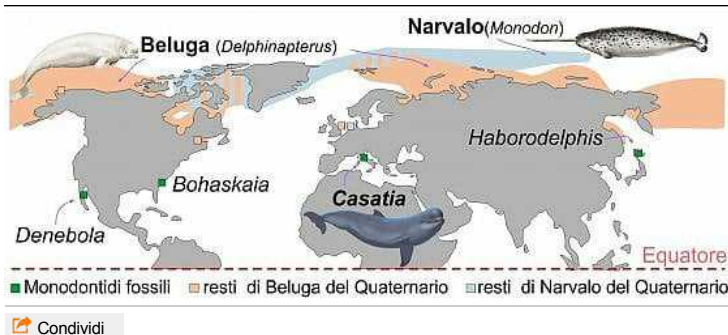 Narvalo(Monodon)
Beluga (Delphinapterus)
Haborodelphis
Bohaskaia
Casatia
Denebola
Equatore
Monodontidi fossili resti di Beluga del Quaternario resti di Narvalo del Quaternario
Condividi